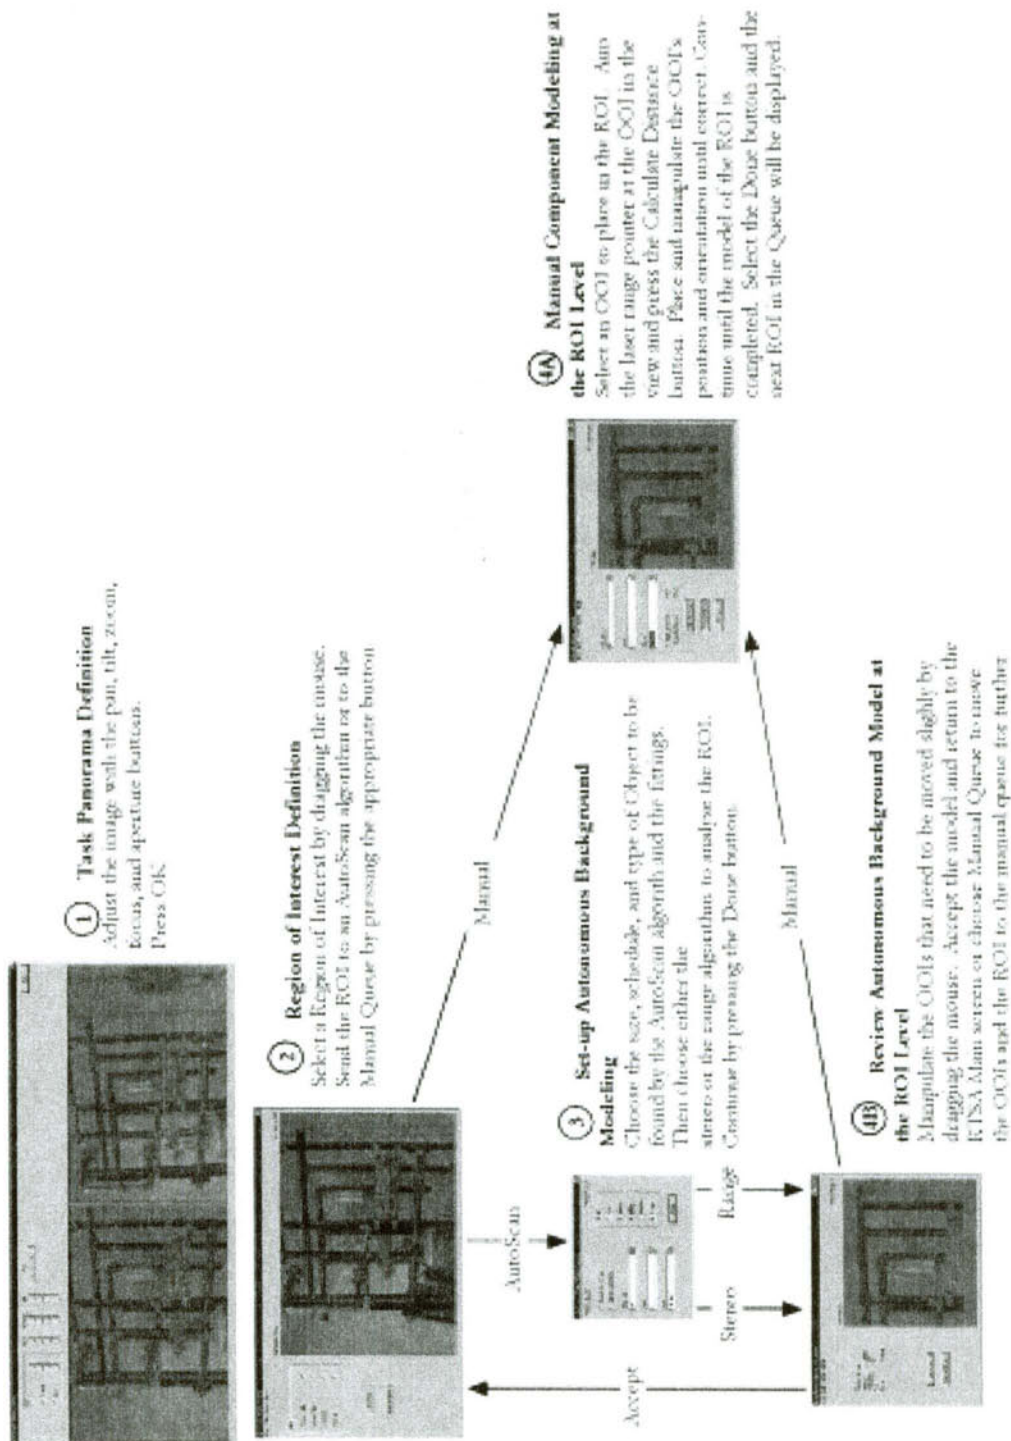 1 Task Panorama Definition
Adjust the image with the pan, tilt, zoom,
focus, and aperture buttons.
Press OK
2 Region of Interest Definition
Select a Region of Interest by dragging the mouse.
Send the ROI to an AutoScan algorithm or to the
Manual Queue by pressing the appropriate button
Manual
AutoScan
3 Set-up Autonomous Background
Modeling
Choose the size, schedule, and type of Object to be
found by the AutoScan algorith and the fittings.
Then choose either the
stereo or the range algorithm to analyse the ROI.
Continue by pressing the Done button.
4A Manual Component Modeling at
the ROI Level
Select an OOI to place in the ROI. Aim
the laser range pointer at the OOI in the
view and press the Calculate Distance
button. Place and manipulate the OOI's
position and orientation until correct. Con-
tinue until the model of the ROI is
completed. Select the Done button and the
next ROI in the Queue will be displayed.
Accept
Stereo
Range
Manual
4B Review Autonomous Background Model at
the ROI Level
Manipulate the OOIs that need to be moved slighly by
dragging the mouse. Accept the model and return to the
RTSA Main screen or choose Manual Queue to move
the OOIs and the ROI to the manual queue for further